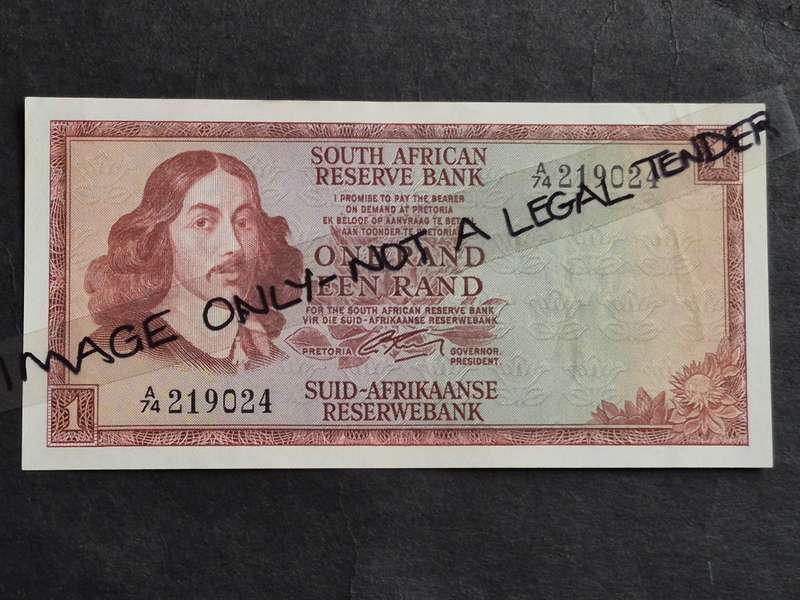 SOUTH AFRICAN
RESERVE BANK
A/74 219024
I PROMISE TO PAY THE BEARER
ON DEMAND AT PRETORIA
EK BELOOF OP AANVRAAG TE BETAAL
AAN TOONDER TE PRETORIA
ONE RAND
EEN RAND
FOR THE SOUTH AFRICAN RESERVE BANK
VIR DIE SUID-AFRIKAANSE RESERWEBANK
PRETORIA
GOVERNOR.
PRESIDENT.
A/74 219024
SUID-AFRIKAANSE
RESERWEBANK
1
IMAGE ONLY-NOT A LEGAL TENDER